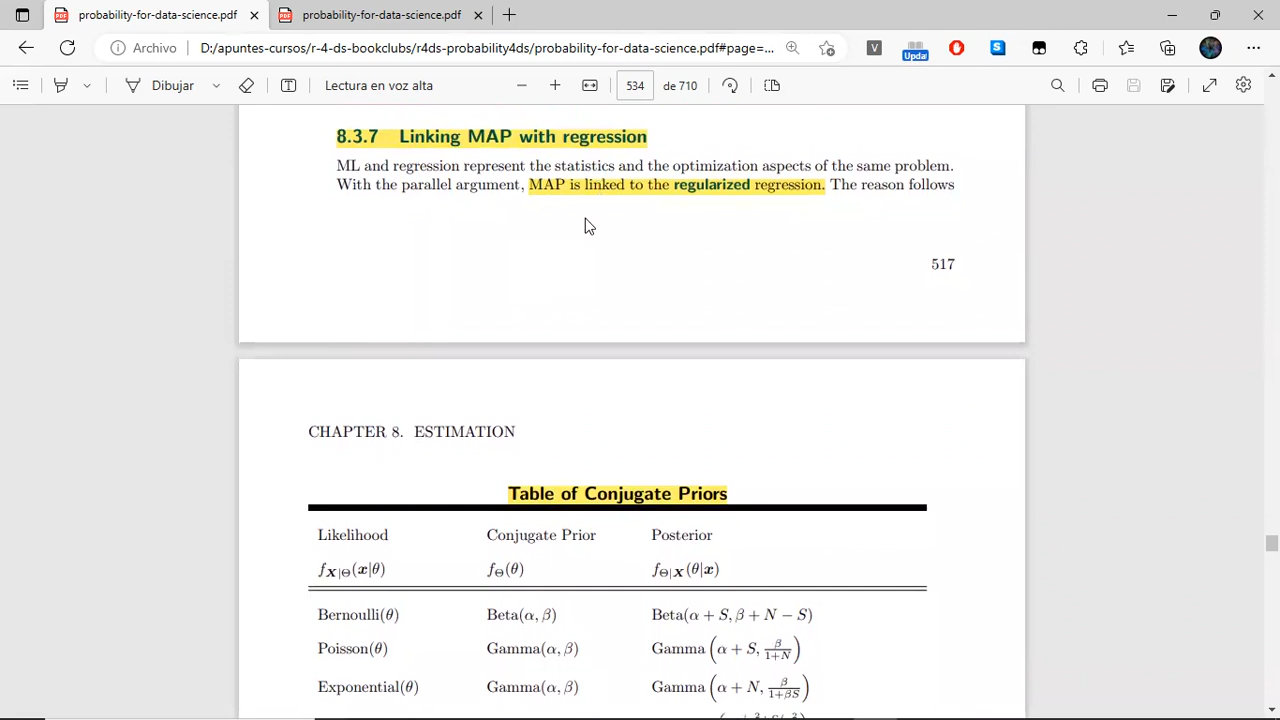 probability-for-data-science.pdf
probability-for-data-science.pdf
Archivo
D:/apuntes-cursos/r-4-ds-bookclubs/r4ds-probability4ds/probability-for-data-science.pdf#page=...
V
Updat
S
Dibujar
Lectura en voz alta
534
de 710
8.3.7 Linking MAP with regression
ML and regression represent the statistics and the optimization aspects of the same problem.
With the parallel argument, MAP is linked to the regularized regression. The reason follows
517
CHAPTER 8. ESTIMATION
Table of Conjugate Priors
Likelihood Conjugate Prior Posterior
f_{X|Θ}(x|θ) f_Θ(θ) f_{Θ|X}(θ|x)
Bernoulli(θ) Beta(α, β) Beta(α + S, β + N − S)
Poisson(θ) Gamma(α, β) Gamma (α + S, β/(1+N))
Exponential(θ) Gamma(α, β) Gamma (α + N, β/(1+βS))